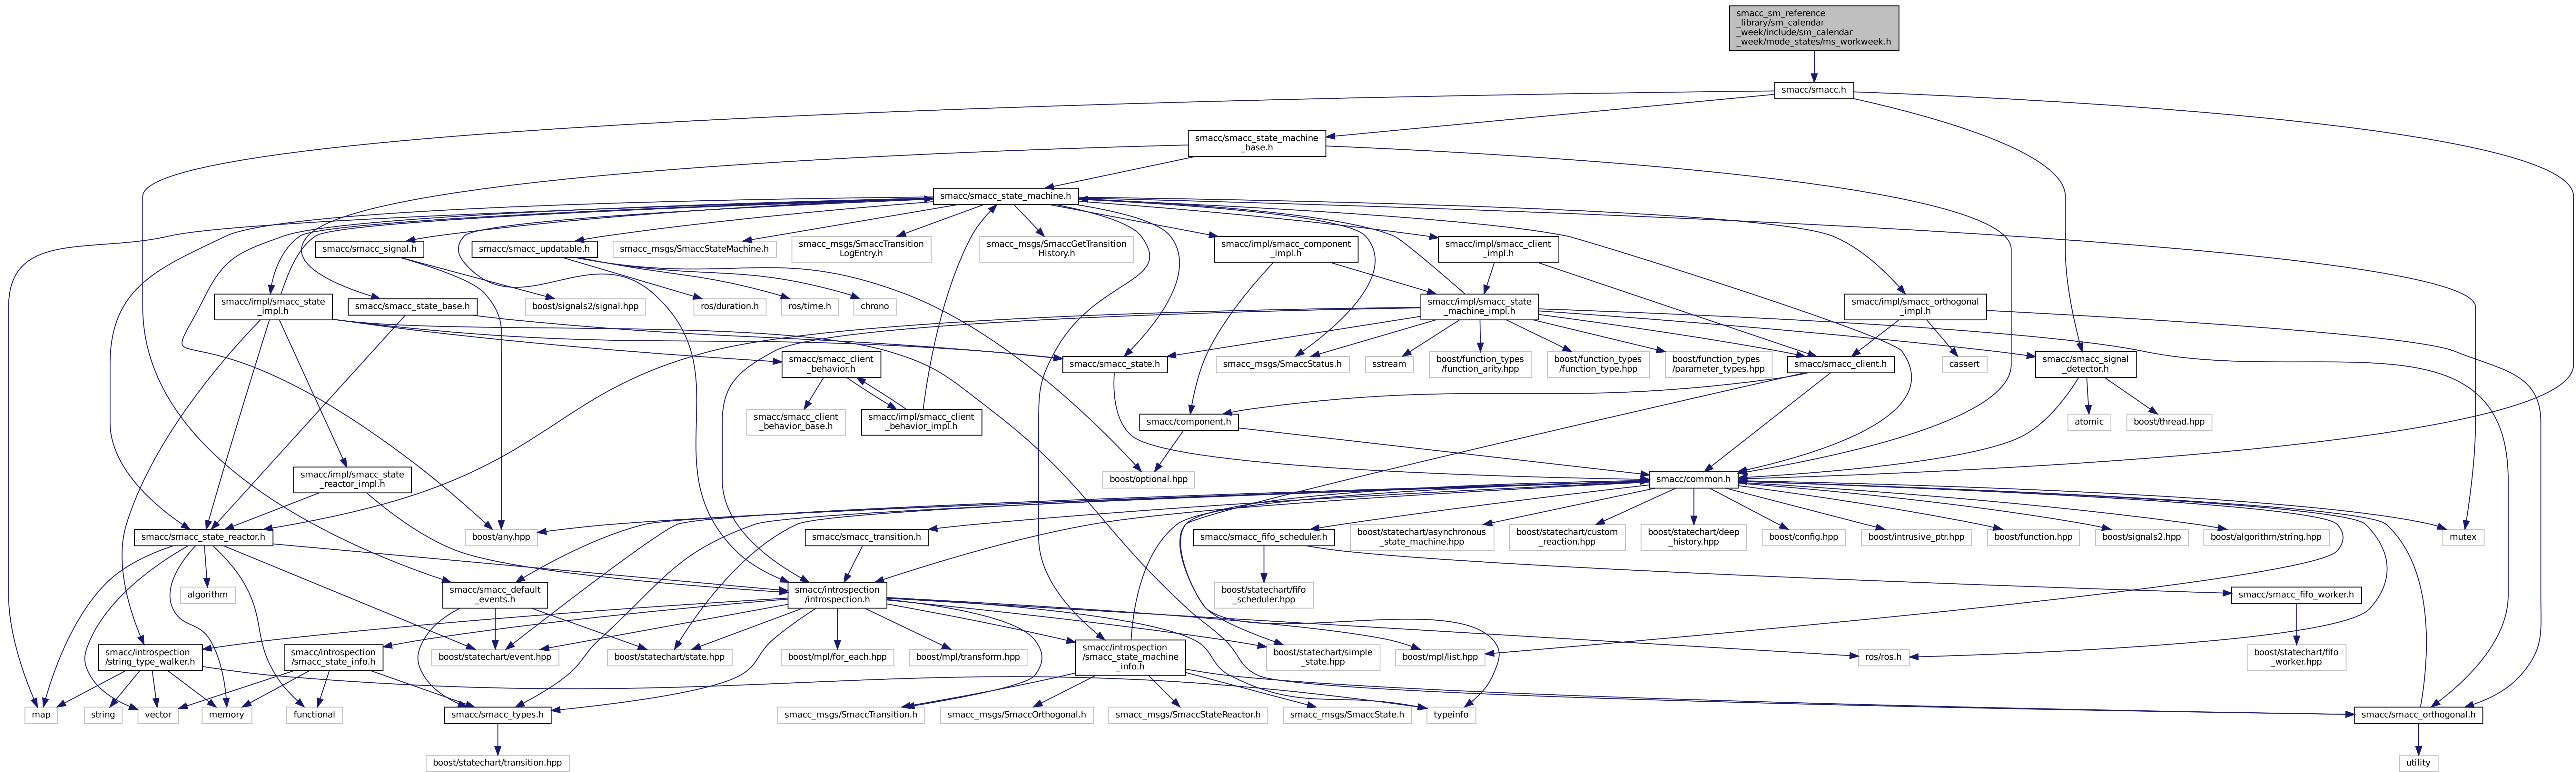 smacc_sm_reference
_library/sm_calendar
_week/include/sm_calendar
_week/mode_states/ms_workweek.h
smacc/smacc.h
smacc/smacc_state_machine
_base.h
smacc/smacc_state_machine.h
smacc/smacc_signal.h
smacc/smacc_updatable.h
smacc_msgs/SmaccStateMachine.h
smacc_msgs/SmaccTransition
LogEntry.h
smacc_msgs/SmaccGetTransition
History.h
smacc/impl/smacc_component
_impl.h
smacc/impl/smacc_client
_impl.h
smacc/impl/smacc_state
_impl.h
smacc/smacc_state_base.h
boost/signals2/signal.hpp
ros/duration.h
ros/time.h
chrono
smacc/impl/smacc_state
_machine_impl.h
smacc/impl/smacc_orthogonal
_impl.h
smacc/smacc_client
_behavior.h
smacc/smacc_state.h
smacc_msgs/SmaccStatus.h
sstream
boost/function_types
/function_arity.hpp
boost/function_types
/function_type.hpp
boost/function_types
/parameter_types.hpp
smacc/smacc_client.h
cassert
smacc/smacc_signal
_detector.h
smacc/smacc_client
_behavior_base.h
smacc/impl/smacc_client
_behavior_impl.h
smacc/component.h
atomic
boost/thread.hpp
smacc/impl/smacc_state
_reactor_impl.h
boost/optional.hpp
smacc/common.h
smacc/smacc_state_reactor.h
boost/any.hpp
smacc/smacc_transition.h
smacc/smacc_fifo_scheduler.h
boost/statechart/asynchronous
_state_machine.hpp
boost/statechart/custom
_reaction.hpp
boost/statechart/deep
_history.hpp
boost/config.hpp
boost/intrusive_ptr.hpp
boost/function.hpp
boost/signals2.hpp
boost/algorithm/string.hpp
mutex
algorithm
smacc/smacc_default
_events.h
smacc/introspection
/introspection.h
boost/statechart/fifo
_scheduler.hpp
smacc/smacc_fifo_worker.h
smacc/introspection
/string_type_walker.h
smacc/introspection
/smacc_state_info.h
boost/statechart/event.hpp
boost/statechart/state.hpp
boost/mpl/for_each.hpp
boost/mpl/transform.hpp
smacc/introspection
/smacc_state_machine
_info.h
boost/statechart/simple
_state.hpp
boost/mpl/list.hpp
ros/ros.h
boost/statechart/fifo
_worker.hpp
map
string
vector
memory
functional
smacc/smacc_types.h
smacc_msgs/SmaccTransition.h
smacc_msgs/SmaccOrthogonal.h
smacc_msgs/SmaccStateReactor.h
smacc_msgs/SmaccState.h
typeinfo
smacc/smacc_orthogonal.h
boost/statechart/transition.hpp
utility